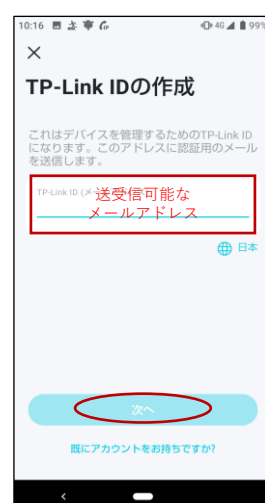 10:16
4G 99%
TP-Link IDの作成
これはデバイスを管理するためのTP-Link ID
になります。このアドレスに認証用のメール
を送信します。
TP-Link ID (メ
送受信可能な
メールアドレス
日本
次へ
既にアカウントをお持ちですか?